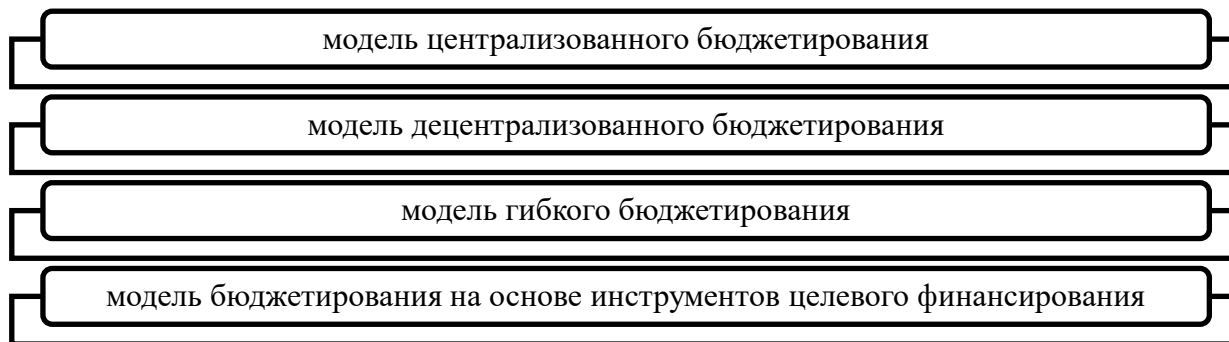 модель централизованного бюджетирования
модель децентрализованного бюджетирования
модель гибкого бюджетирования
модель бюджетирования на основе инструментов целевого финансирования